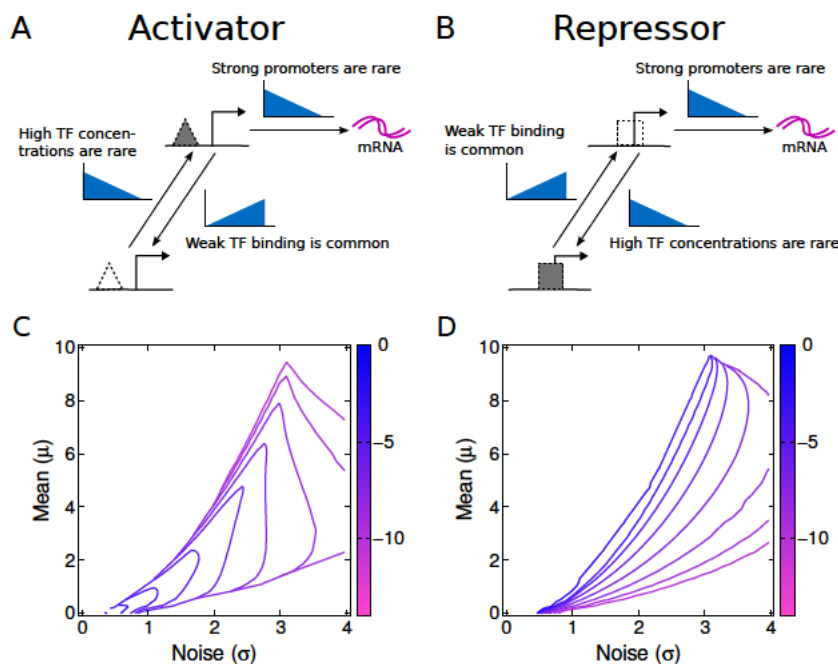 A
Activator
Strong promoters are rare
High TF concen-
trations are rare
mRNA
Weak TF binding is common
B
Repressor
Strong promoters are rare
Weak TF binding
is common
mRNA
High TF concentrations are rare
C
10
8
6
4
2
0
Mean (μ)
0 1 2 3 4
Noise (σ)
0
−5
−10
D
10
8
6
4
2
0
Mean (μ)
0 1 2 3 4
Noise (σ)
0
−5
−10